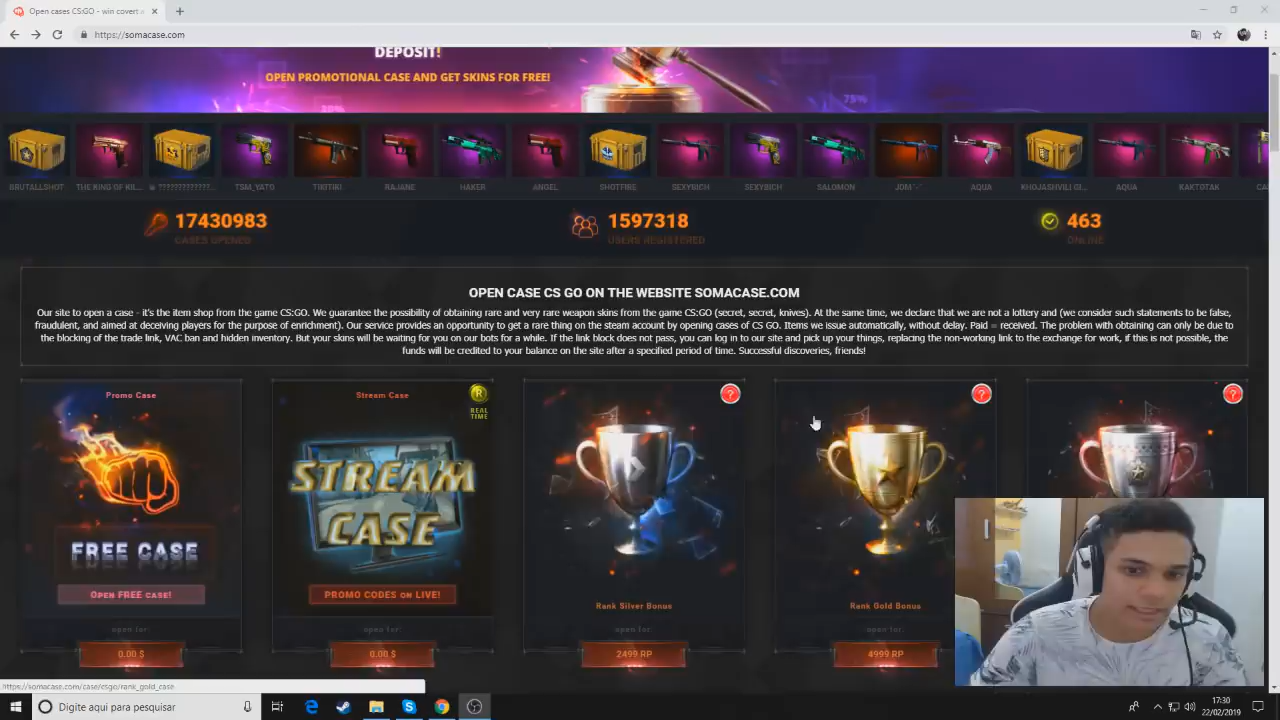 Open cases CS:GO - win covert a
https://somacase.com
DEPOSIT!
OPEN PROMOTIONAL CASE AND GET SKINS FOR FREE!
75%
BRUTALLSHOT THE KING OF KIL... ????????????... TSM_YATO TIKITIKI RAJANE HAKER ANGEL SHOTFIRE SEXYBICH SEXYBICH SALOMON JDM ˜-˜ AQUA KHOJASHVILI GI... AQUA KAKTOTAK
17430983 1597318 463
CASES OPENED USERS REGISTERED ONLINE
OPEN CASE CS GO ON THE WEBSITE SOMACASE.COM
Our site to open a case - it's the item shop from the game CS:GO. We guarantee the possibility of obtaining rare and very rare weapon skins from the game CS:GO (secret, secret, knives). At the same time, we declare that we are not a lottery and (we consider such statements to be false,
fraudulent, and aimed at deceiving players for the purpose of enrichment). Our service provides an opportunity to get a rare thing on the steam account by opening cases of CS GO. Items we issue automatically, without delay. Paid = received. The problem with obtaining can only be due to
the blocking of the trade link, VAC ban and hidden inventory. But your skins will be waiting for you on our bots for a while. If the link block does not pass, you can log in to our site and pick up your things, replacing the non-working link to the exchange for work, if this is not possible, the
funds will be credited to your balance on the site after a specified period of time. Successful discoveries, friends!
Promo Case
FREE CASE
OPEN FREE CASE!
open for:
0.00 $
Stream Case
R
REAL
TIME
STREAM
CASE
PROMO CODES ON LIVE!
open for:
0.00 $
?
Rank Silver Bonus
open for:
2499 RP
?
Rank Gold Bonus
open for:
4999 RP
?
https://somacase.com/case/csgo/rank_gold_case
Digite aqui para pesquisar
17:30
22/02/2019